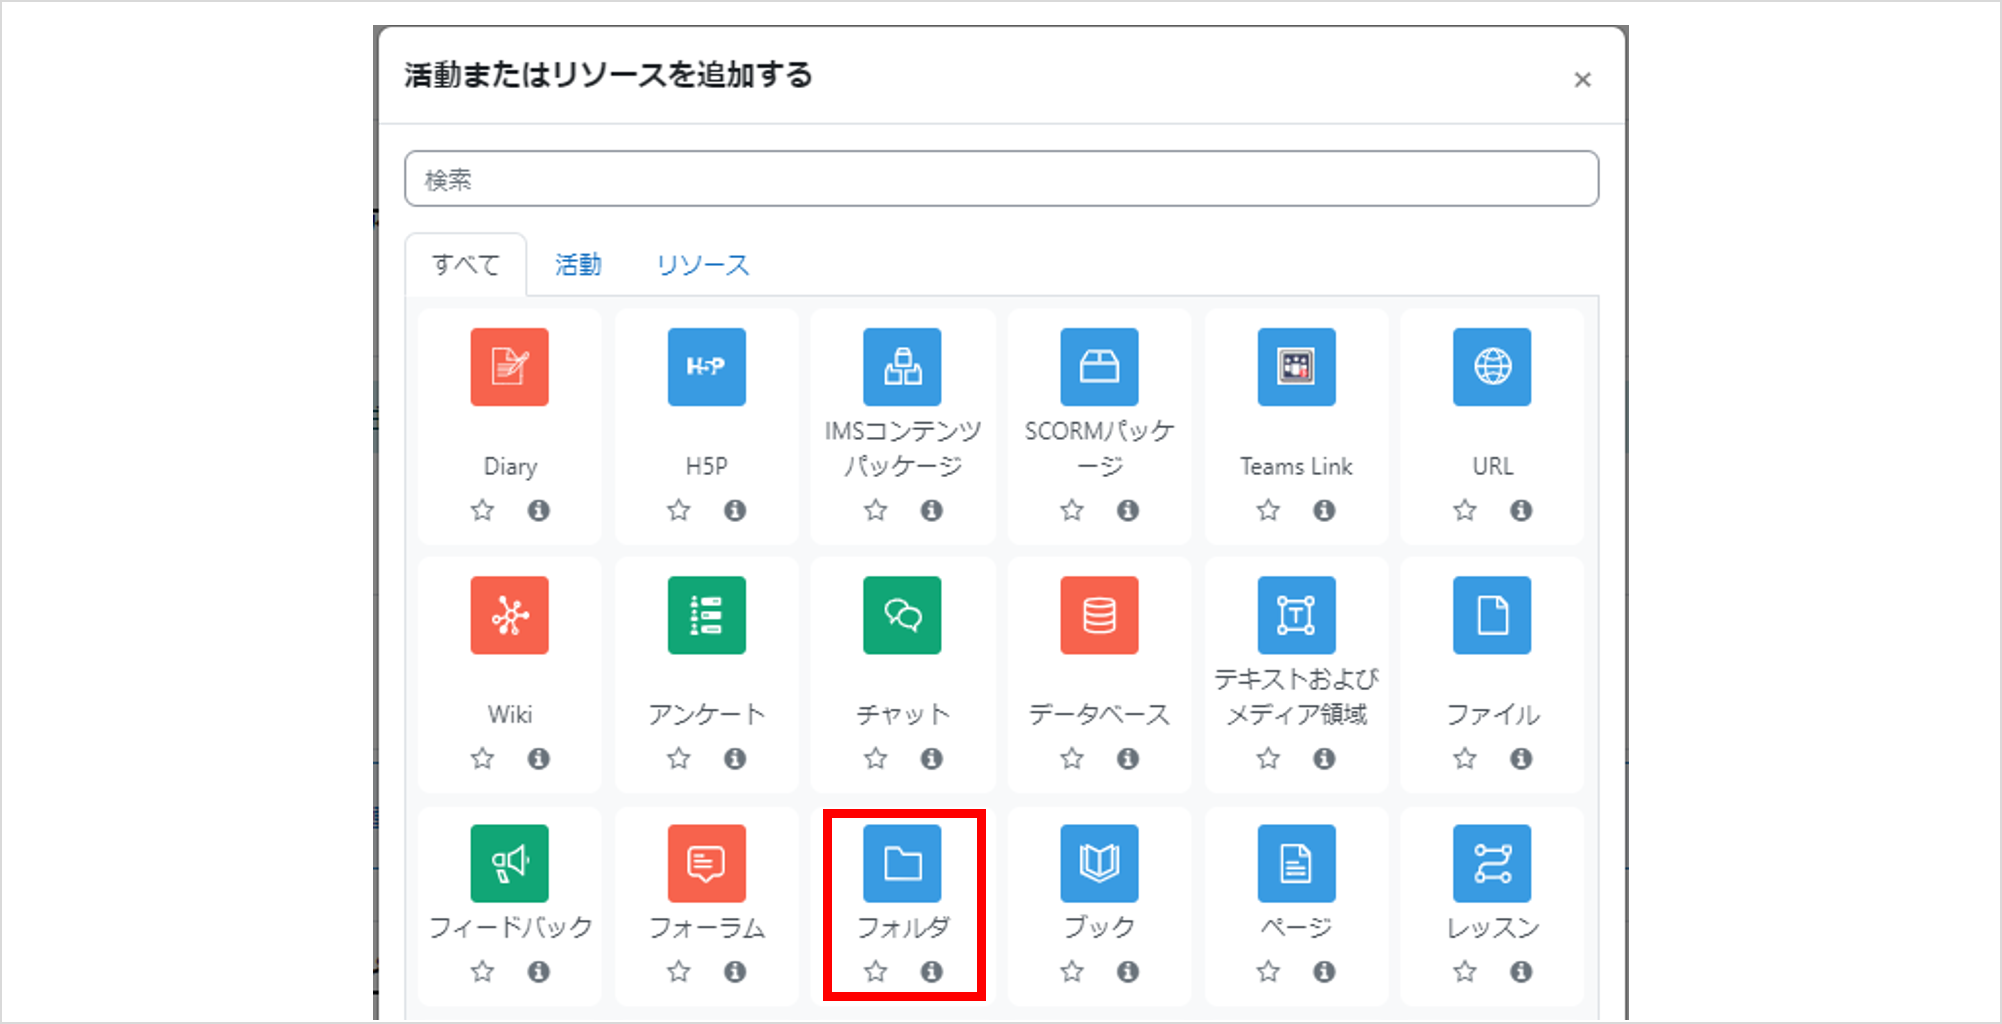 活動またはリソースを追加する
×
検索
すべて 活動 リソース
H5P
Diary
H5P
IMSコンテンツ
パッケージ
SCORMパッケ
ージ
Teams Link
URL
Wiki
アンケート
チャット
データベース
T
テキストおよび
メディア領域
ファイル
フィードバック
フォーラム
フォルダ
ブック
ページ
レッスン